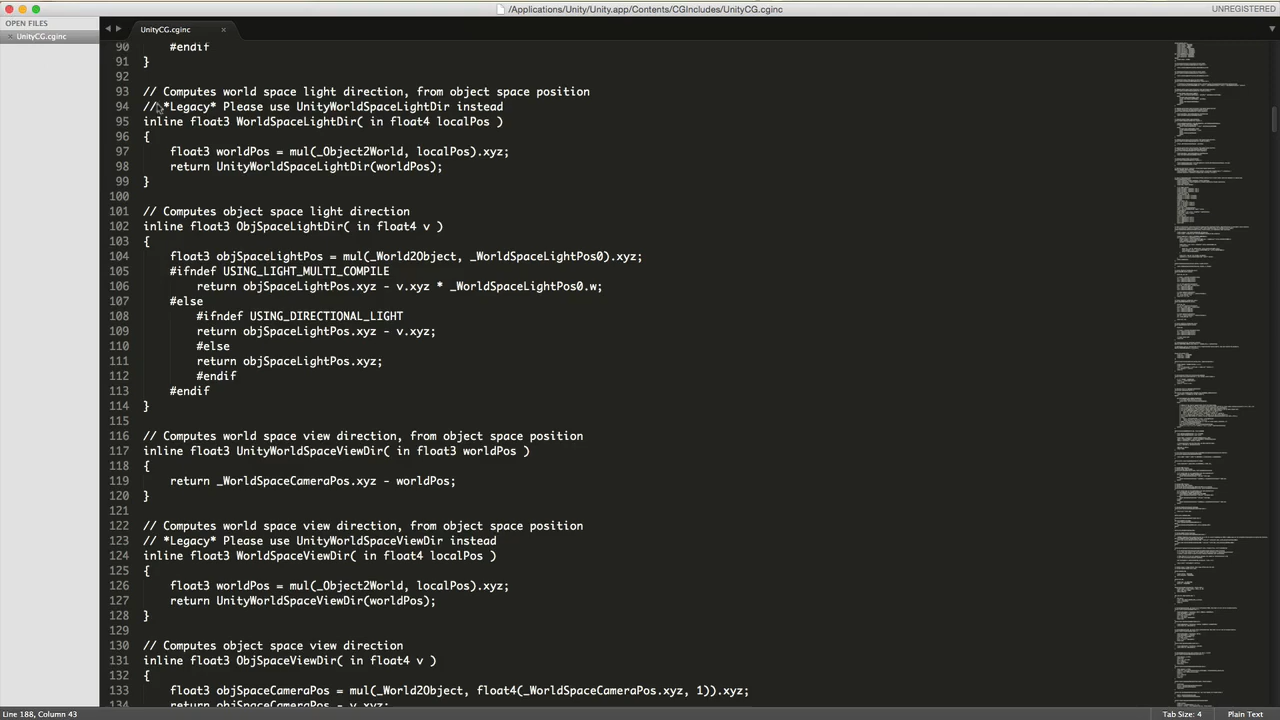 /Applications/Unity/Unity.app/Contents/CGIncludes/UnityCG.cginc
UNREGISTERED
OPEN FILES
UnityCG.cginc
UnityCG.cginc
90 #endif
91 }
92
93 // Computes world space light direction, from object space position
94 // *Legacy* Please use UnityWorldSpaceLightDir instead
95 inline float3 WorldSpaceLightDir( in float4 localPos )
96 {
97 float3 worldPos = mul(_Object2World, localPos).xyz;
98 return UnityWorldSpaceLightDir(worldPos);
99 }
100
101 // Computes object space light direction
102 inline float3 ObjSpaceLightDir( in float4 v )
103 {
104 float3 objSpaceLightPos = mul(_World2Object, _WorldSpaceLightPos0).xyz;
105 #ifndef USING_LIGHT_MULTI_COMPILE
106 return objSpaceLightPos.xyz - v.xyz * _WorldSpaceLightPos0.w;
107 #else
108 #ifndef USING_DIRECTIONAL_LIGHT
109 return objSpaceLightPos.xyz - v.xyz;
110 #else
111 return objSpaceLightPos.xyz;
112 #endif
113 #endif
114 }
115
116 // Computes world space view direction, from object space position
117 inline float3 UnityWorldSpaceViewDir( in float3 worldPos )
118 {
119 return _WorldSpaceCameraPos.xyz - worldPos;
120 }
121
122 // Computes world space view direction, from object space position
123 // *Legacy* Please use UnityWorldSpaceViewDir instead
124 inline float3 WorldSpaceViewDir( in float4 localPos )
125 {
126 float3 worldPos = mul(_Object2World, localPos).xyz;
127 return UnityWorldSpaceViewDir(worldPos);
128 }
129
130 // Computes object space view direction
131 inline float3 ObjSpaceViewDir( in float4 v )
132 {
133 float3 objSpaceCameraPos = mul(_World2Object, float4(_WorldSpaceCameraPos.xyz, 1)).xyz;
134 return objSpaceCameraPos - v.xyz;
Line 188, Column 43
Tab Size: 4
Plain Text